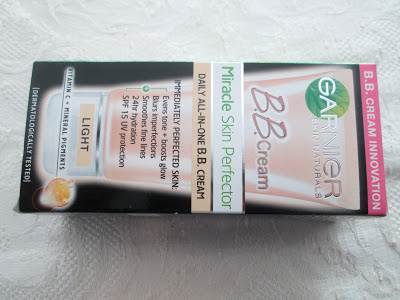 B.B. CREAM INNOVATION
GARNIER
SKIN NATURALS
B.B. Cream
Miracle Skin Perfector
DAILY ALL-IN-ONE B.B. CREAM
IMMEDIATELY PERFECTED SKIN:
Evens tone + boosts glow
Blurs imperfections
Smoothes fine lines
24hr hydration
SPF 15 UV protection
LIGHT
VITAMIN C + MINERAL PIGMENTS
[DERMATOLOGICALLY TESTED]